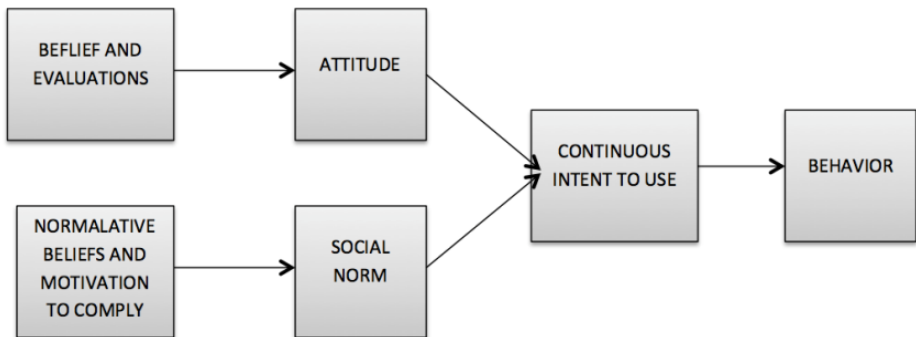 BEFLIEF AND
EVALUATIONS
ATTITUDE
CONTINUOUS
INTENT TO USE
BEHAVIOR
NORMALATIVE
BELIEFS AND
MOTIVATION
TO COMPLY
SOCIAL
NORM